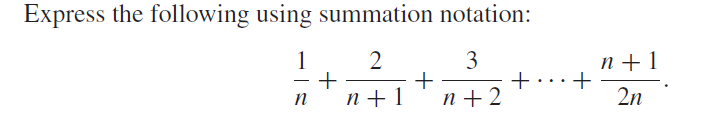 Express the following using summation notation:
1/n + 2/(n + 1) + 3/(n + 2) + · · · + (n + 1)/2n.